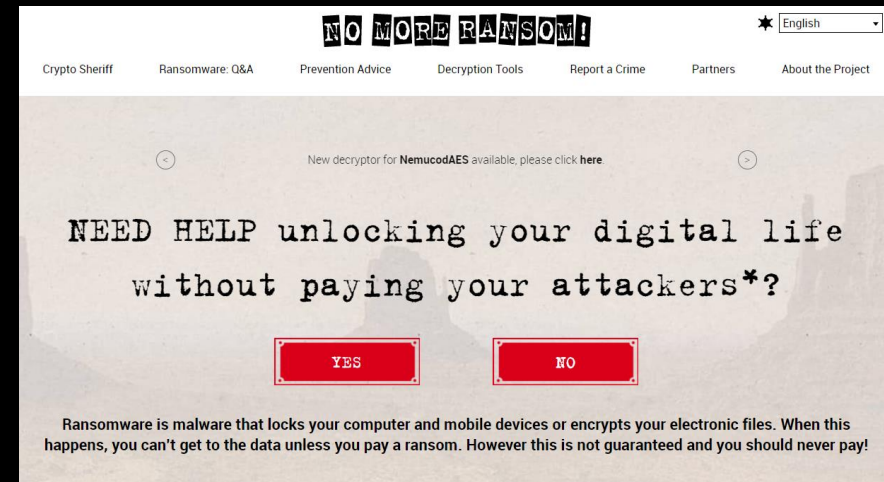 NO MORE RANSOM!
English
Crypto Sheriff Ransomware: Q&A Prevention Advice Decryption Tools Report a Crime Partners About the Project
New decryptor for NemucodAES available, please click here.
NEED HELP unlocking your digital life
without paying your attackers*?
YES NO
Ransomware is malware that locks your computer and mobile devices or encrypts your electronic files. When this
happens, you can't get to the data unless you pay a ransom. However this is not guaranteed and you should never pay!